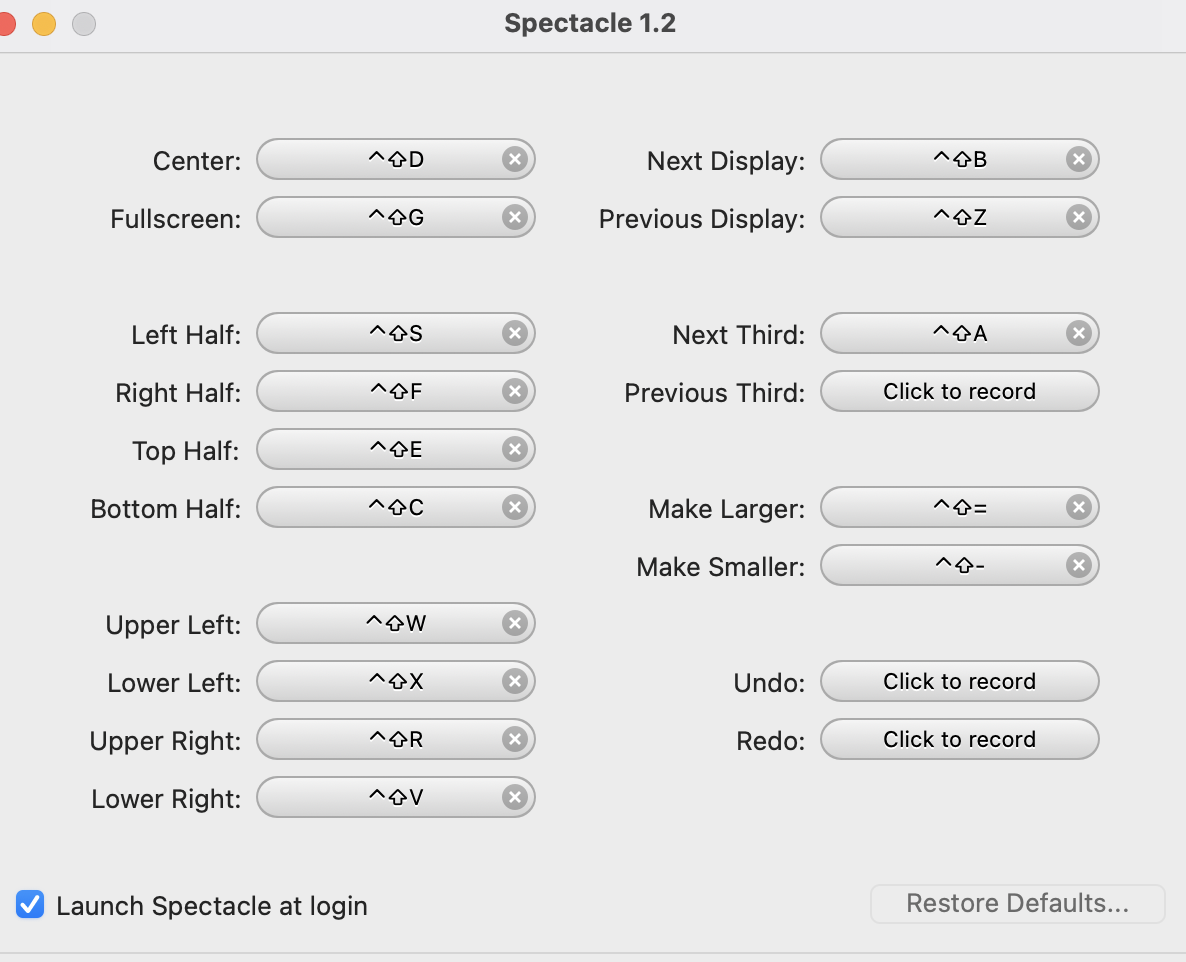 Spectacle 1.2
Center: ^⇧D
Fullscreen: ^⇧G
Left Half: ^⇧S
Right Half: ^⇧F
Top Half: ^⇧E
Bottom Half: ^⇧C
Upper Left: ^⇧W
Lower Left: ^⇧X
Upper Right: ^⇧R
Lower Right: ^⇧V
Next Display: ^⇧B
Previous Display: ^⇧Z
Next Third: ^⇧A
Previous Third: Click to record
Make Larger: ^⇧=
Make Smaller: ^⇧-
Undo: Click to record
Redo: Click to record
Launch Spectacle at login
Restore Defaults...